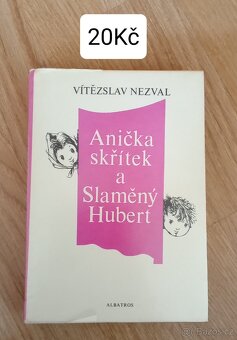 20Kč
VÍTĚZSLAV NEZVAL
Anička
skřítek
a
Slaměný
Hubert
ALBATROS